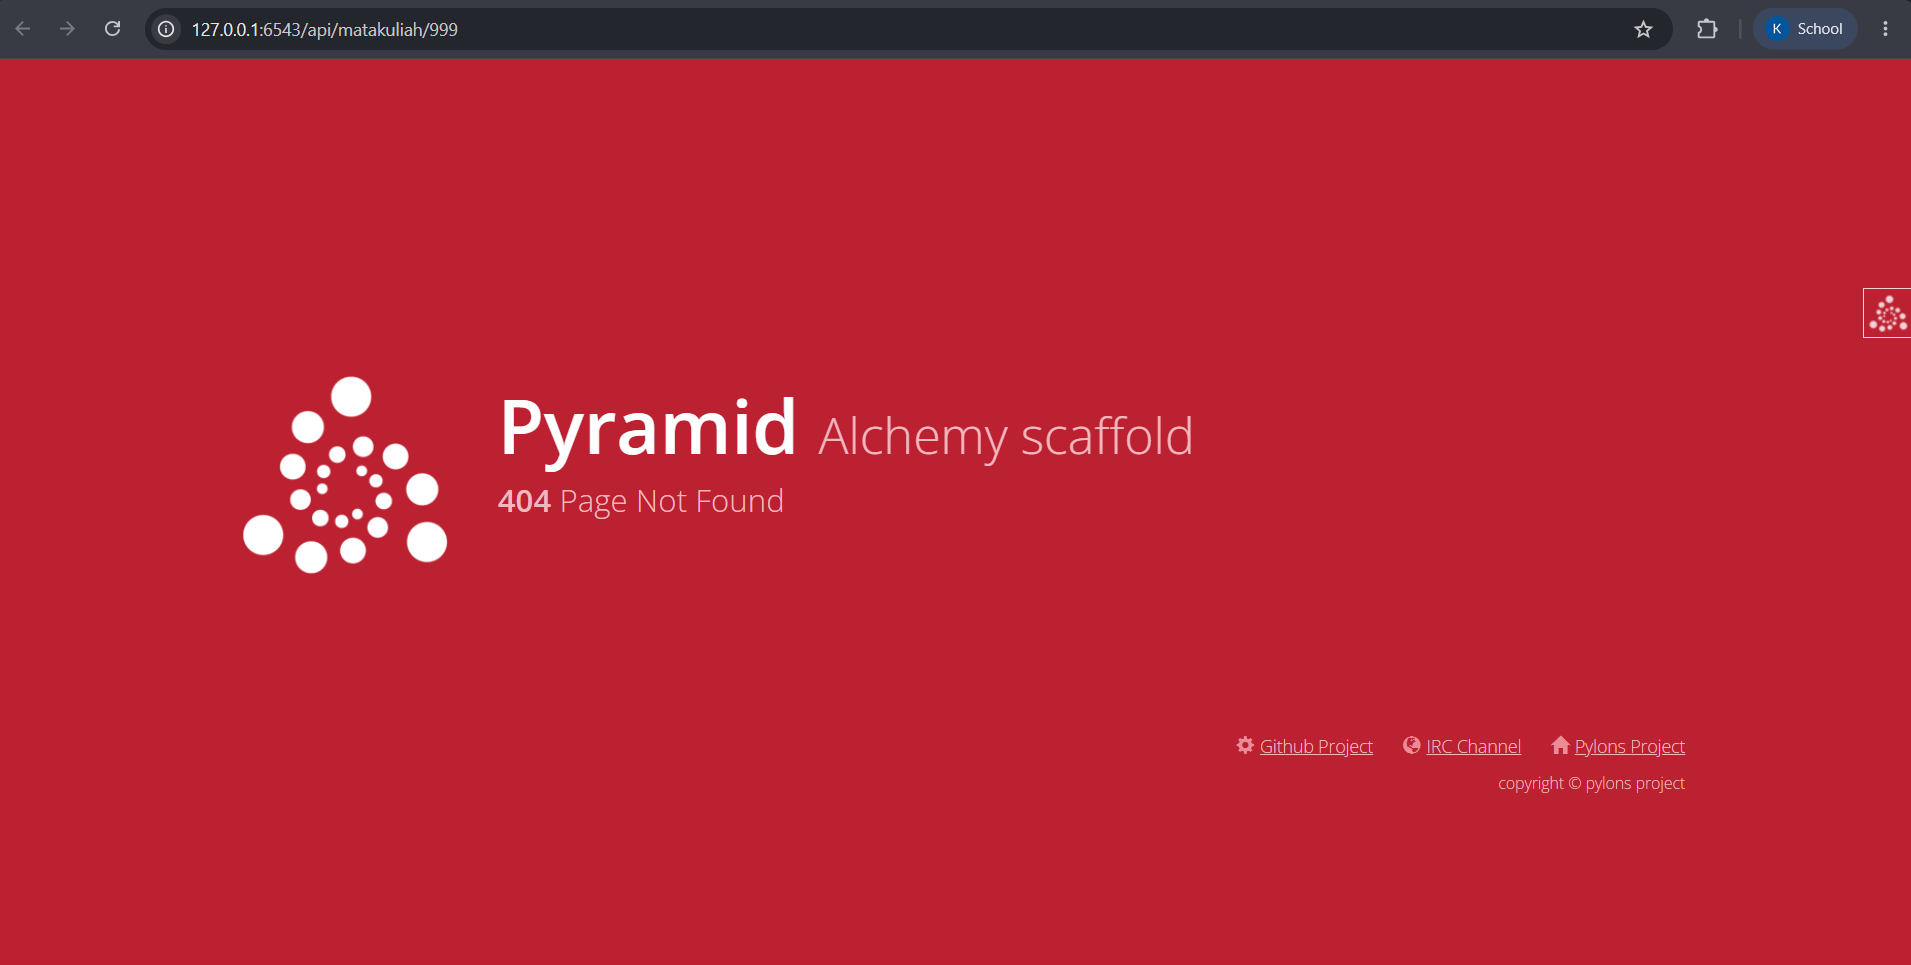 127.0.0.1:6543/api/matakuliah/999
K School
Pyramid Alchemy scaffold
404 Page Not Found
Github Project IRC Channel Pylons Project
copyright © pylons project